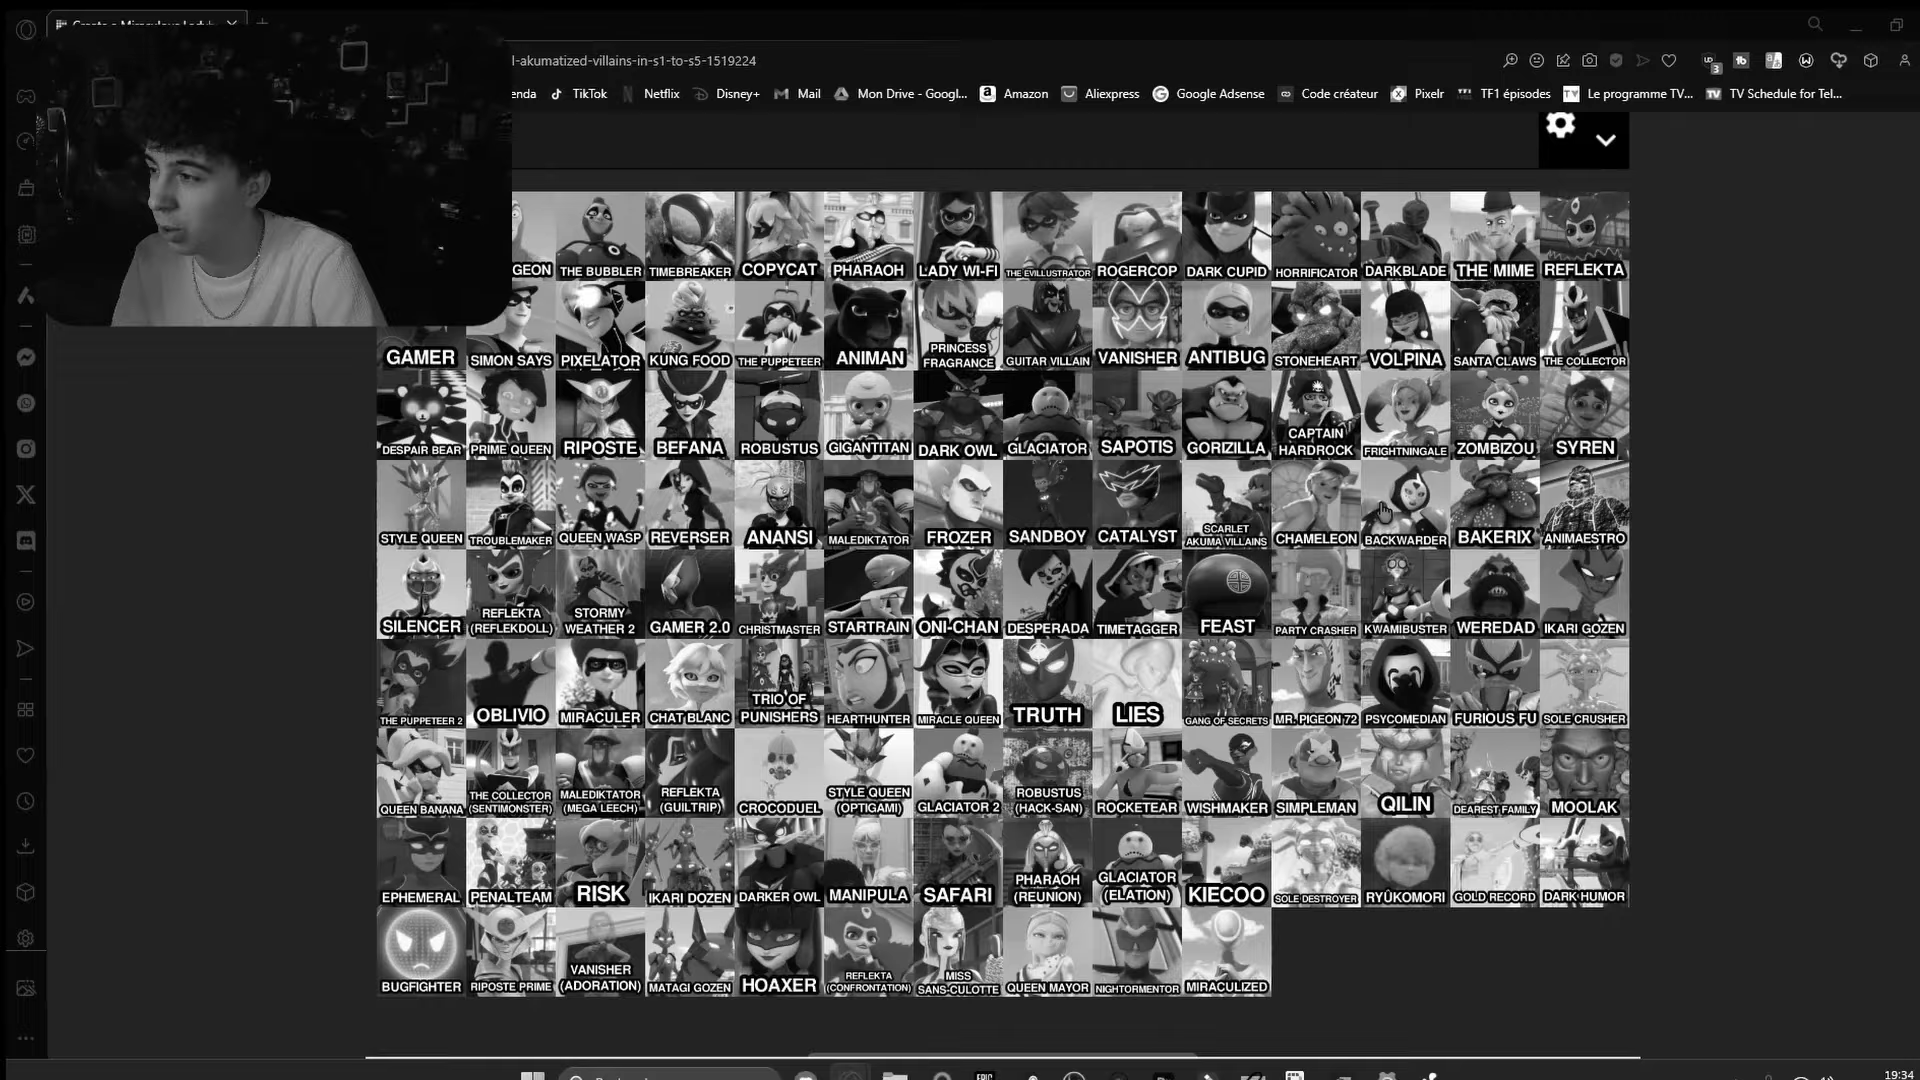 Create a Miraculous Ladyb
l-akumatized-villains-in-s1-to-s5-1519224
3
enda TikTok Netflix Disney+ Mail Mon Drive - Googl... Amazon Aliexpress Google Adsense Code créateur Pixelr TF1 épisodes Le programme TV... TV Schedule for Tel...
GEON THE BUBBLER TIMEBREAKER COPYCAT PHARAOH LADY WI-FI THE EVILLUSTRATOR ROGERCOP DARK CUPID HORRIFICATOR DARKBLADE THE MIME REFLEKTA
GAMER SIMON SAYS PIXELATOR KUNG FOOD THE PUPPETEER ANIMAN PRINCESS FRAGRANCE GUITAR VILLAIN VANISHER ANTIBUG STONEHEART VOLPINA SANTA CLAWS THE COLLECTOR
DESPAIR BEAR PRIME QUEEN RIPOSTE BEFANA ROBUSTUS GIGANTITAN DARK OWL GLACIATOR SAPOTIS GORIZILLA CAPTAIN HARDROCK FRIGHTNINGALE ZOMBIZOU SYREN
STYLE QUEEN TROUBLEMAKER QUEEN WASP REVERSER ANANSI MALEDIKTATOR FROZER SANDBOY CATALYST SCARLET AKUMA VILLAINS CHAMELEON BACKWARDER BAKERIX ANIMAESTRO
SILENCER REFLEKTA (REFLEKDOLL) STORMY WEATHER 2 GAMER 2.0 CHRISTMASTER STARTRAIN ONI-CHAN DESPERADA TIMETAGGER FEAST PARTY CRASHER KWAMIBUSTER WEREDAD IKARI GOZEN
THE PUPPETEER 2 OBLIVIO MIRACULER CHAT BLANC TRIO OF PUNISHERS HEARTHUNTER MIRACLE QUEEN TRUTH LIES GANG OF SECRETS MR. PIGEON 72 PSYCOMEDIAN FURIOUS FU SOLE CRUSHER
QUEEN BANANA THE COLLECTOR (SENTIMONSTER) MALEDIKTATOR (MEGA LEECH) REFLEKTA (GUILTRIP) CROCODUEL STYLE QUEEN (OPTIGAMI) GLACIATOR 2 ROBUSTUS (HACK-SAN) ROCKETEAR WISHMAKER SIMPLEMAN QILIN DEAREST FAMILY MOOLAK
EPHEMERAL PENALTEAM RISK IKARI DOZEN DARKER OWL MANIPULA SAFARI PHARAOH (REUNION) GLACIATOR (ELATION) KIECOO SOLE DESTROYER RYÛKOMORI GOLD RECORD DARK HUMOR
BUGFIGHTER RIPOSTE PRIME VANISHER (ADORATION) MATAGI GOZEN HOAXER REFLEKTA (CONFRONTATION) MISS SANS-CULOTTE QUEEN MAYOR NIGHTORMENTOR MIRACULIZED
EPIC
19:34